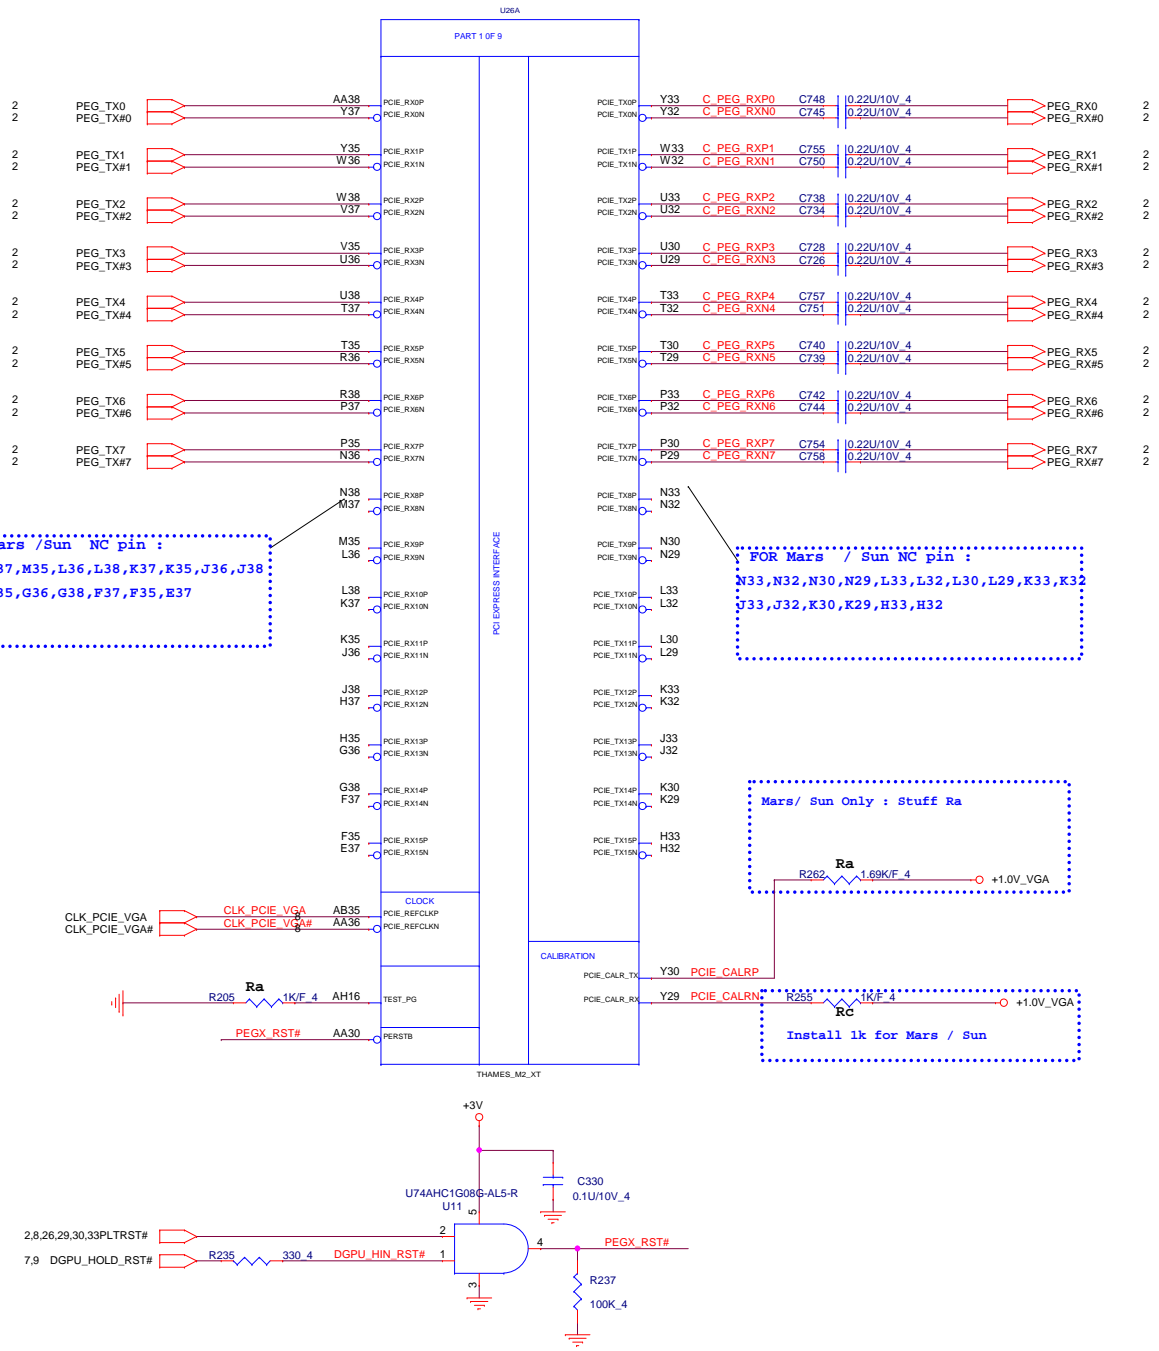 U26A
PART 1 0F 9
2 PEG_TX0 AA38 PCIE_RX0P PCIE_TX0P Y33 C_PEG_RXP0 C748 0.22U/10V_4 PEG_RX0 2
2 PEG_TX#0 Y37 PCIE_RX0N PCIE_TX0N Y32 C_PEG_RXN0 C745 0.22U/10V_4 PEG_RX#0 2
2 PEG_TX1 Y35 PCIE_RX1P PCIE_TX1P W33 C_PEG_RXP1 C755 0.22U/10V_4 PEG_RX1 2
2 PEG_TX#1 W36 PCIE_RX1N PCIE_TX1N W32 C_PEG_RXN1 C750 0.22U/10V_4 PEG_RX#1 2
2 PEG_TX2 W38 PCIE_RX2P PCIE_TX2P U33 C_PEG_RXP2 C738 0.22U/10V_4 PEG_RX2 2
2 PEG_TX#2 V37 PCIE_RX2N PCIE_TX2N U32 C_PEG_RXN2 C734 0.22U/10V_4 PEG_RX#2 2
2 PEG_TX3 V35 PCIE_RX3P PCIE_TX3P U30 C_PEG_RXP3 C728 0.22U/10V_4 PEG_RX3 2
2 PEG_TX#3 U36 PCIE_RX3N PCIE_TX3N U29 C_PEG_RXN3 C726 0.22U/10V_4 PEG_RX#3 2
2 PEG_TX4 U38 PCIE_RX4P PCIE_TX4P T33 C_PEG_RXP4 C757 0.22U/10V_4 PEG_RX4 2
2 PEG_TX#4 T37 PCIE_RX4N PCIE_TX4N T32 C_PEG_RXN4 C751 0.22U/10V_4 PEG_RX#4 2
2 PEG_TX5 T35 PCIE_RX5P PCIE_TX5P T30 C_PEG_RXP5 C740 0.22U/10V_4 PEG_RX5 2
2 PEG_TX#5 R36 PCIE_RX5N PCIE_TX5N T29 C_PEG_RXN5 C739 0.22U/10V_4 PEG_RX#5 2
2 PEG_TX6 R38 PCIE_RX6P PCIE_TX6P P33 C_PEG_RXP6 C742 0.22U/10V_4 PEG_RX6 2
2 PEG_TX#6 P37 PCIE_RX6N PCIE_TX6N P32 C_PEG_RXN6 C744 0.22U/10V_4 PEG_RX#6 2
2 PEG_TX7 P35 PCIE_RX7P PCIE_TX7P P30 C_PEG_RXP7 C754 0.22U/10V_4 PEG_RX7 2
2 PEG_TX#7 N36 PCIE_RX7N PCIE_TX7N P29 C_PEG_RXN7 C758 0.22U/10V_4 PEG_RX#7 2
N38 PCIE_RX8P PCIE_TX8P N33
M37 PCIE_RX8N PCIE_TX8N N32
M35 PCIE_RX9P PCIE_TX9P N30
L36 PCIE_RX9N PCIE_TX9N N29
L38 PCIE_RX10P PCIE_TX10P L33
K37 PCIE_RX10N PCIE_TX10N L32
K35 PCIE_RX11P PCIE_TX11P L30
J36 PCIE_RX11N PCIE_TX11N L29
J38 PCIE_RX12P PCIE_TX12P K33
H37 PCIE_RX12N PCIE_TX12N K32
H35 PCIE_RX13P PCIE_TX13P J33
G36 PCIE_RX13N PCIE_TX13N J32
G38 PCIE_RX14P PCIE_TX14P K30
F37 PCIE_RX14N PCIE_TX14N K29
F35 PCIE_RX15P PCIE_TX15P H33
E37 PCIE_RX15N PCIE_TX15N H32
PCI EXPRESS INTERFACE
ars /Sun NC pin :
37,M35,L36,L38,K37,K35,J36,J38
35,G36,G38,F37,F35,E37
FOR Mars / Sun NC pin :
N33,N32,N30,N29,L33,L32,L30,L29,K33,K32
J33,J32,K30,K29,H33,H32
Mars/ Sun Only : Stuff Ra
Ra
R262 1.69K/F_4 +1.0V_VGA
CLOCK
CLK_PCIE_VGA CLK_PCIE_VGA 8 AB35 PCIE_REFCLKP
CLK_PCIE_VGA# CLK_PCIE_VGA# 8 AA36 PCIE_REFCLKN
CALIBRATION
PCIE_CALR_TX Y30 PCIE_CALRP
Ra
R205 1K/F_4 AH16 TEST_PG
PCIE_CALR_RX Y29 PCIE_CALRN R255 1K/F_4 +1.0V_VGA
Rc
Install 1k for Mars / Sun
PEGX_RST# AA30 PERSTB
THAMES_M2_XT
+3V
C330
0.1U/10V_4
U74AHC1G08G-AL5-R
U11
5
2,8,26,29,30,33PLTRST# 2
4 PEGX_RST#
7,9 DGPU_HOLD_RST# R235 330_4 DGPU_HIN_RST# 1
3
R237
100K_4